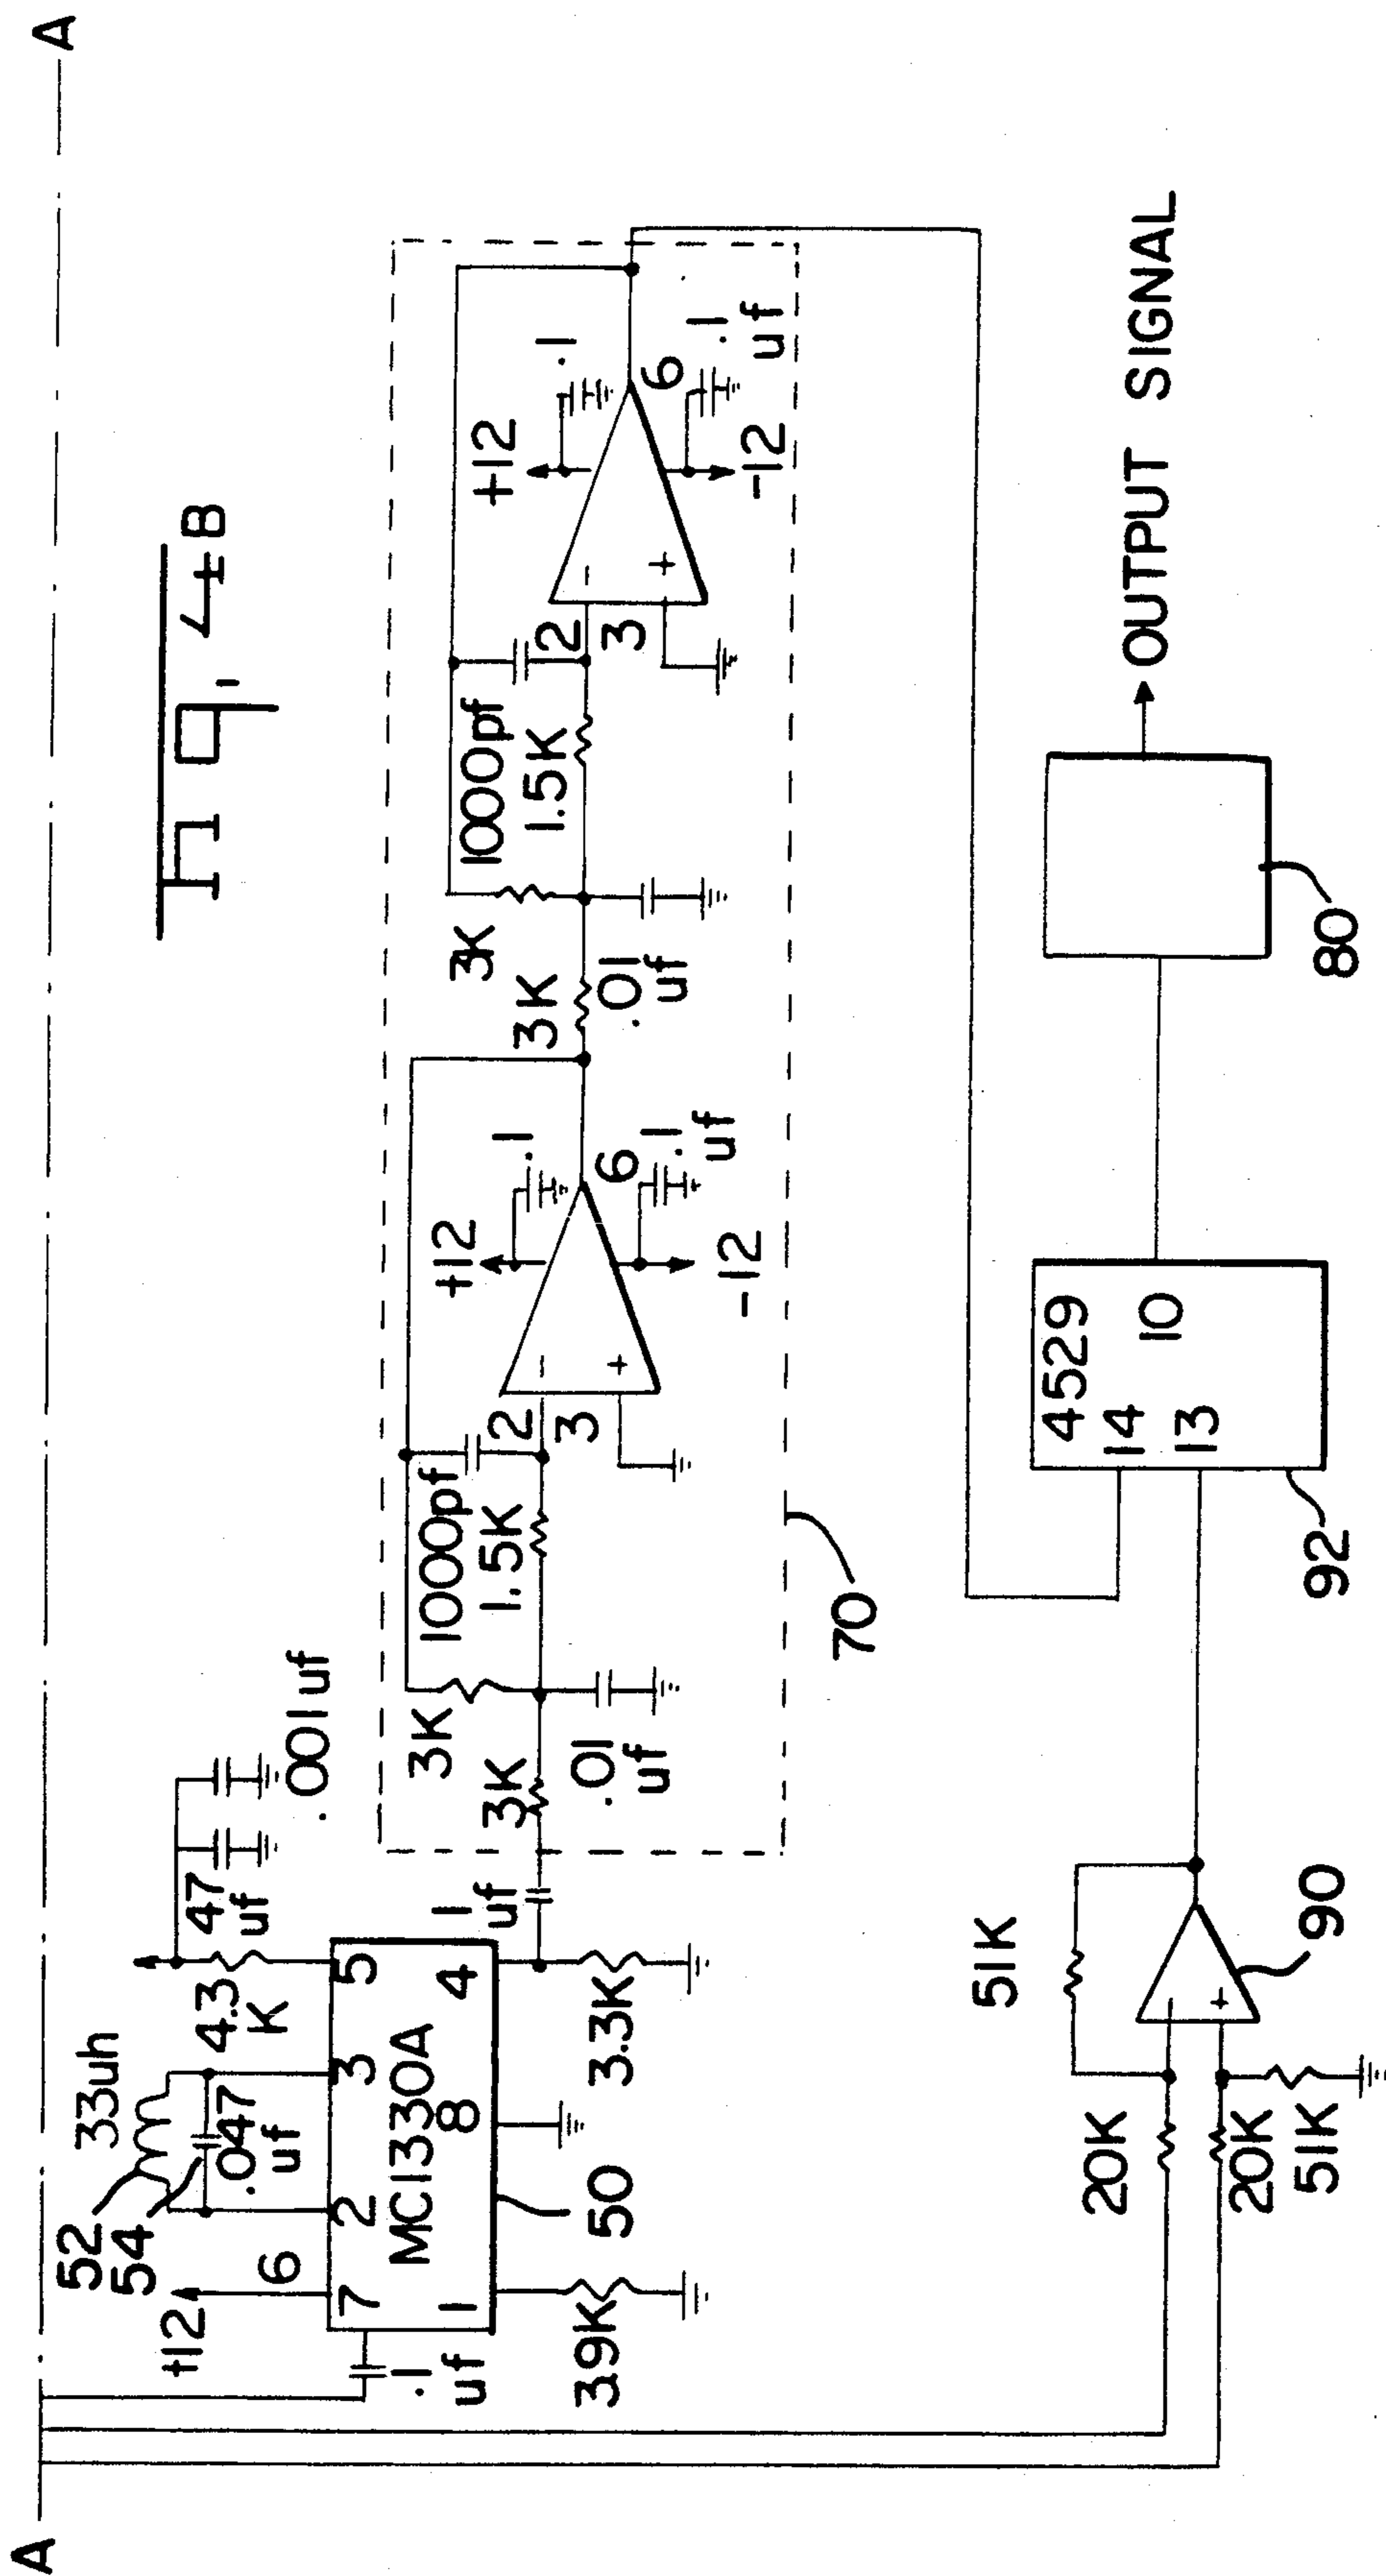 A
A
Fig. 4B
52
54
33uh
.047
uf
4.3
K
47
uf
.001uf
+12
6
7
2
3
5
MC1330A
1
8
4
.1
uf
3.9K
50
3.3K
1
uf
3K
3K
.01
uf
1000pf
1.5K
2
3
+12
.1
-
+
6
.1
uf
-12
3K
3K
.01
uf
1000pf
1.5K
2
3
+12
.1
-
+
6
.1
uf
-12
70
20K
20K
51K
51K
-
+
90
4529
14
10
13
92
80
OUTPUT SIGNAL